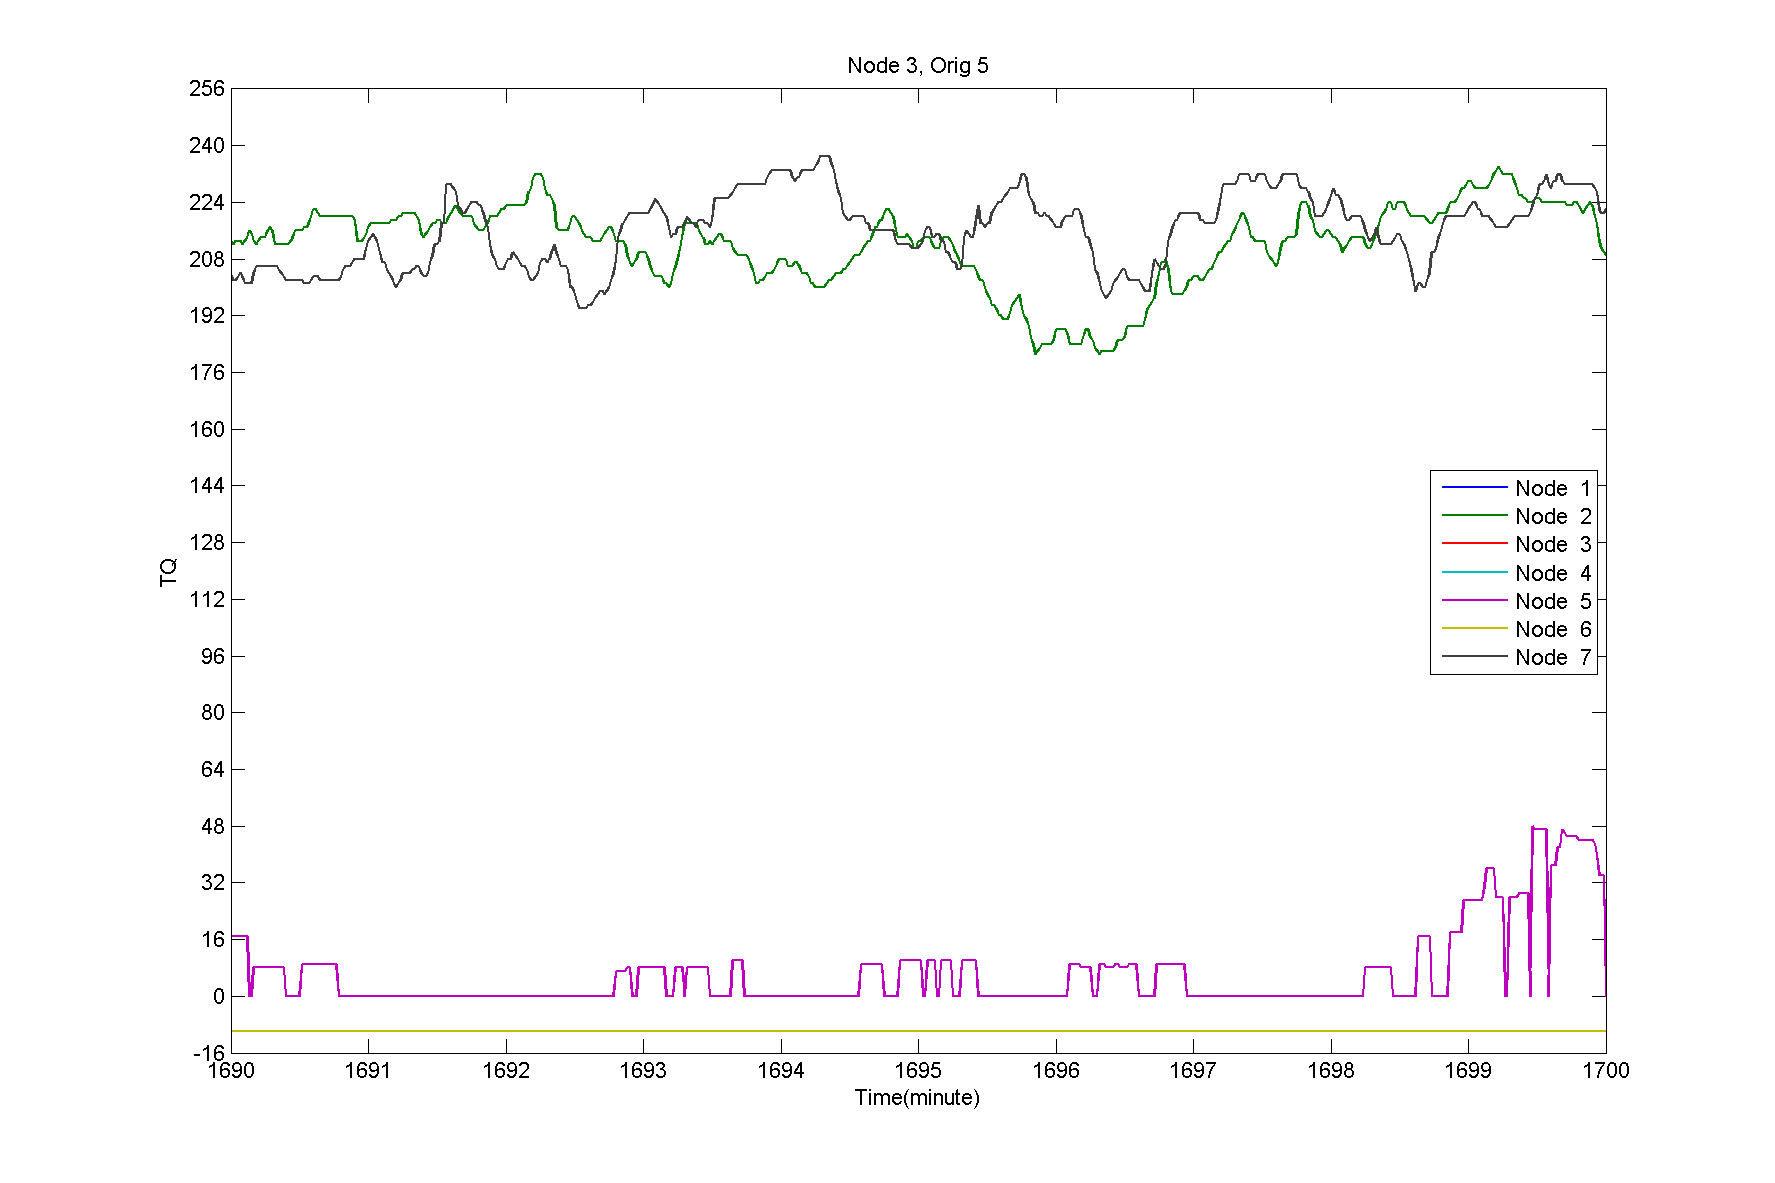 Node 3, Orig 5
256
240
224
208
192
176
160
144
128
112
96
80
64
48
32
16
0
-16
TQ
Node 1
Node 2
Node 3
Node 4
Node 5
Node 6
Node 7
1690 1691 1692 1693 1694 1695 1696 1697 1698 1699 1700
Time(minute)